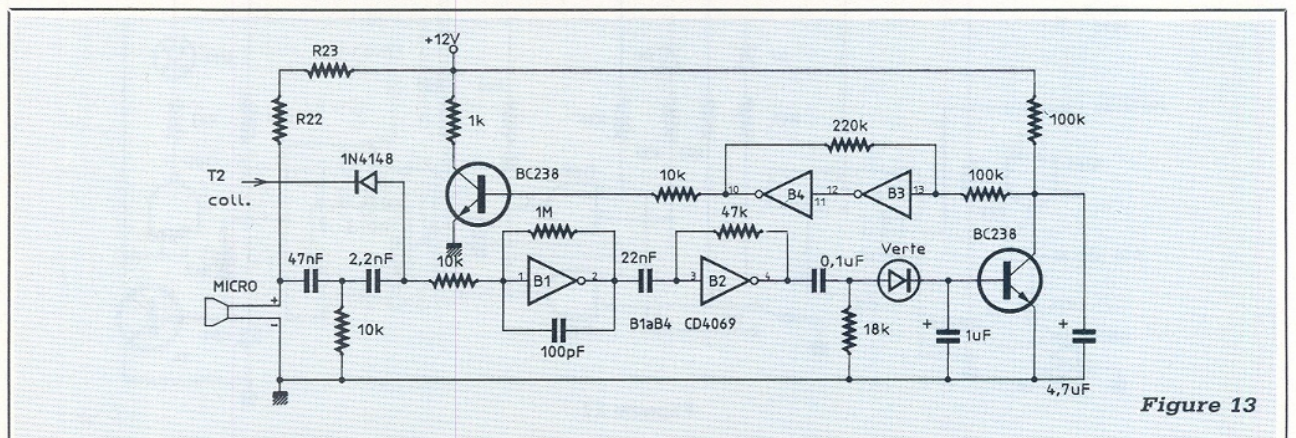 R23
+12V
R22
1k
100k
220k
1N4148
BC238
10k
10
B4
12
11
B3
13
100k
T2
coll.
1M
47k
BC238
Verte
47nF
2,2nF
10k
1
B1
2
22nF
3
B2
4
0,1uF
MICRO
+
-
10k
100pF
B1aB4 CD4069
18k
+
1uF
+
4,7uF
Figure 13